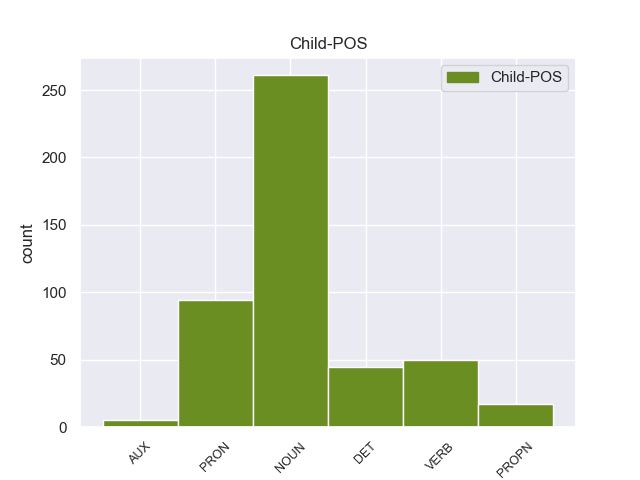 Child-POS
Child-POS
count
250
200
150
100
50
0
AUX
PRON
NOUN
DET
VERB
PROPN